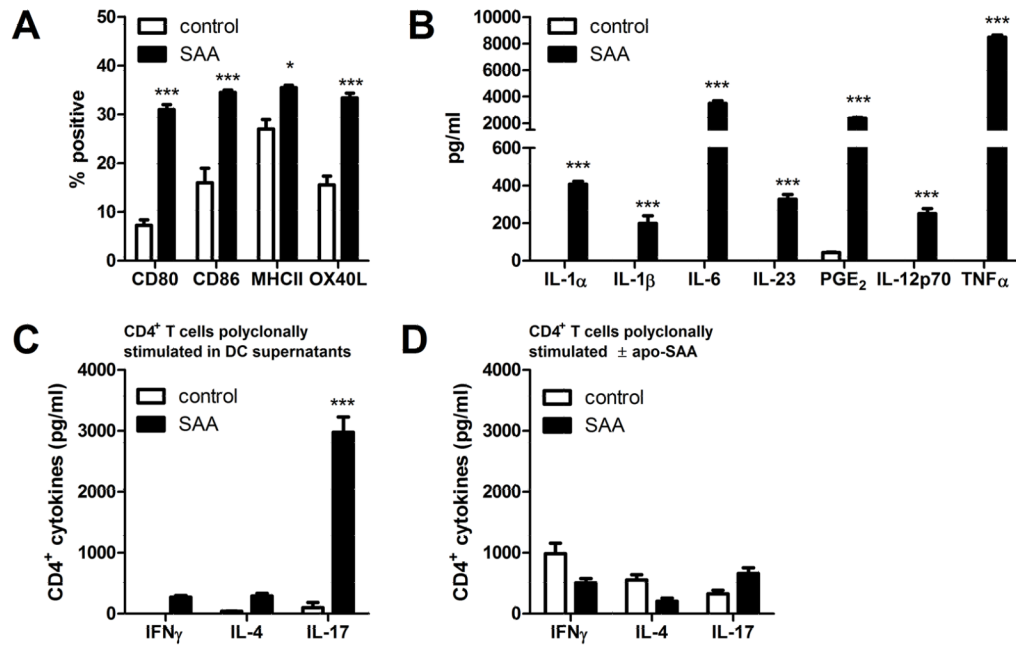 A
50
40
30
20
10
0
% positive
control
SAA
***
***
*
***
CD80 CD86 MHCII OX40L
B
10000
8000
6000
4000
2000
600
400
200
0
pg/ml
control
SAA
***
***
***
***
***
***
***
IL-1α IL-1β IL-6 IL-23 PGE₂ IL-12p70 TNFα
C
CD4⁺ T cells polyclonally
stimulated in DC supernatants
4000
3000
2000
1000
0
CD4⁺ cytokines (pg/ml)
control
SAA
***
IFNγ IL-4 IL-17
D
CD4⁺ T cells polyclonally
stimulated ± apo-SAA
4000
3000
2000
1000
0
CD4⁺ cytokines (pg/ml)
control
SAA
IFNγ IL-4 IL-17